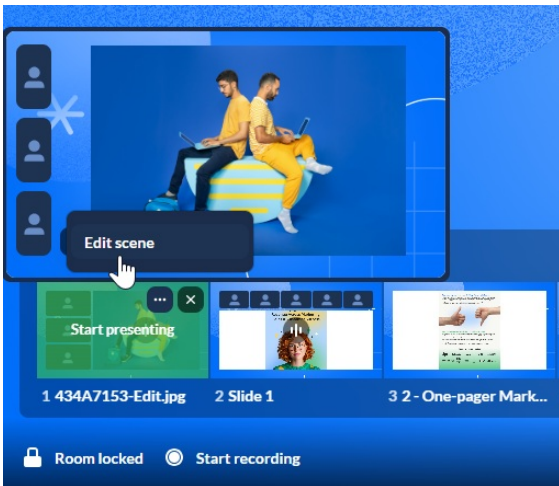 Edit scene
Start presenting
1 434A7153-Edit.jpg
2 Slide 1
3 2 - One-pager Mark...
Room locked
Start recording